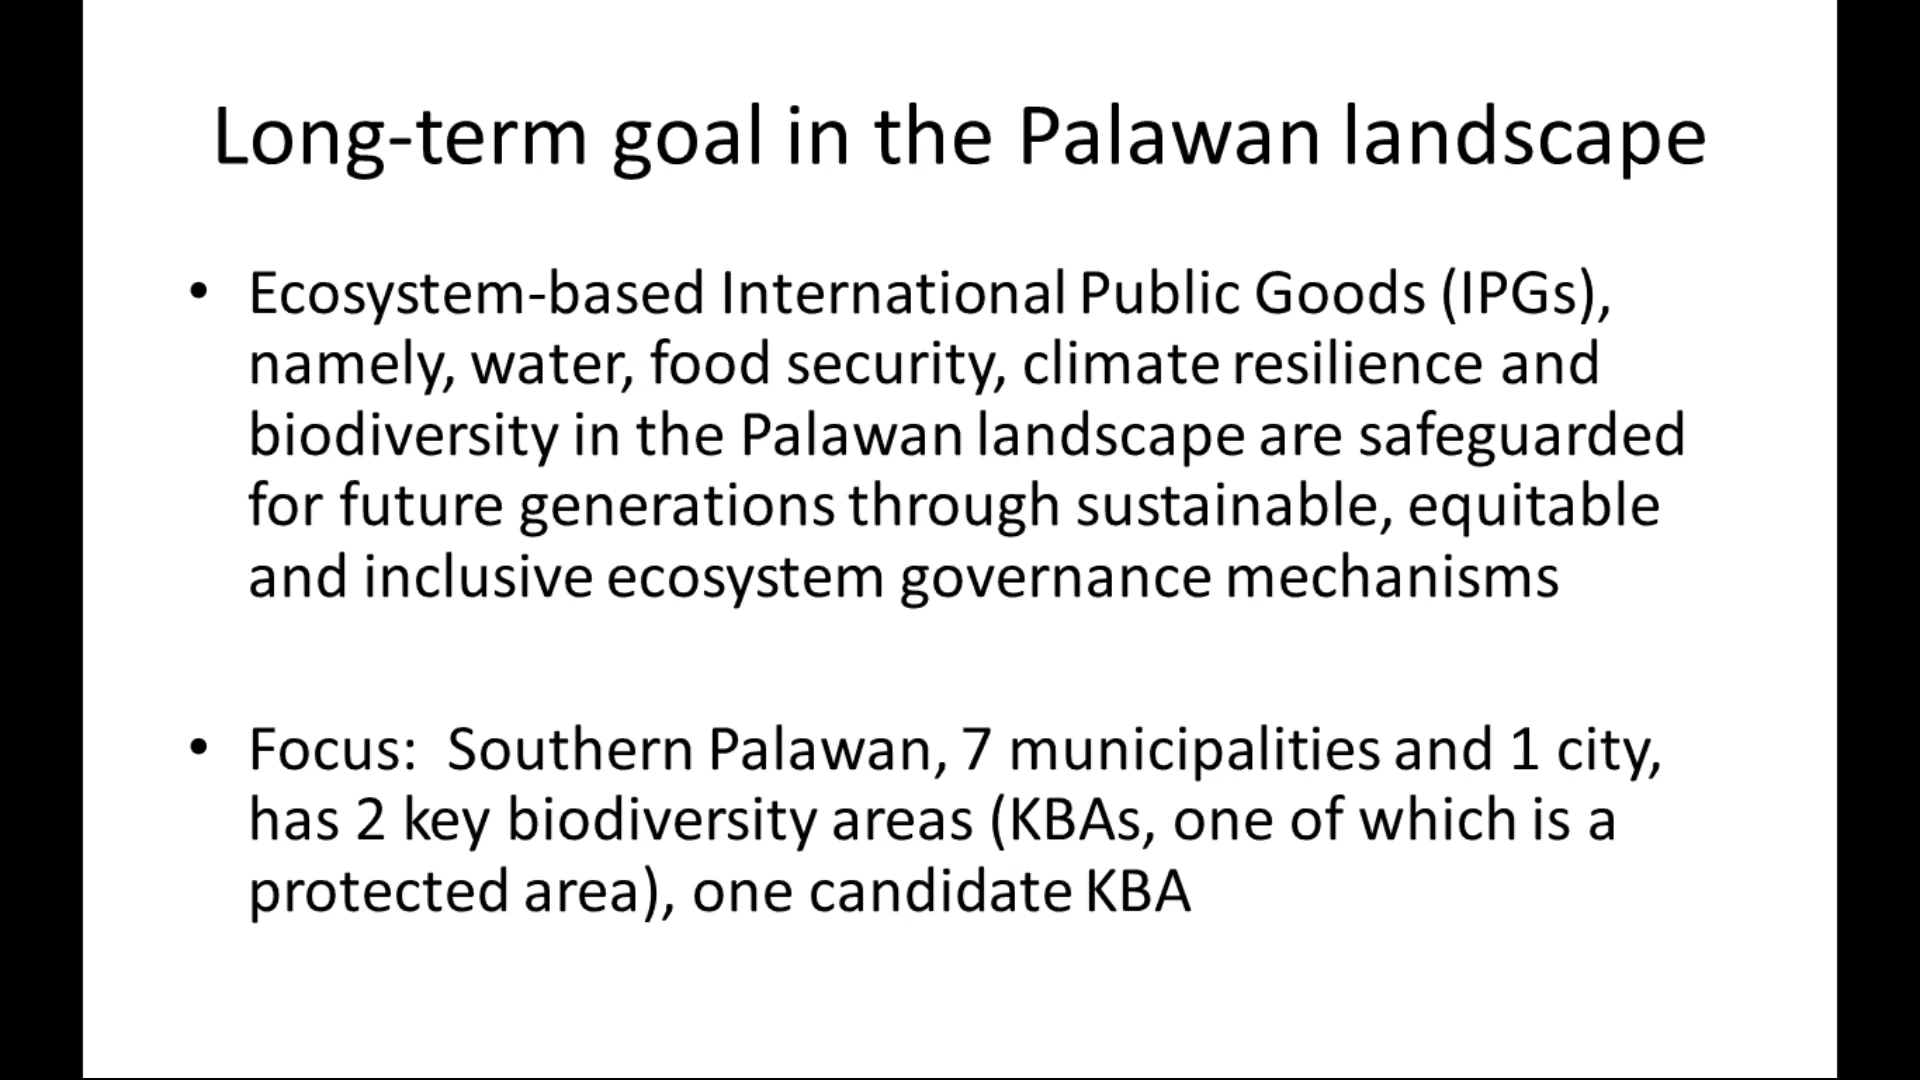 Long-term goal in the Palawan landscape
• Ecosystem-based International Public Goods (IPGs),
namely, water, food security, climate resilience and
biodiversity in the Palawan landscape are safeguarded
for future generations through sustainable, equitable
and inclusive ecosystem governance mechanisms
• Focus:  Southern Palawan, 7 municipalities and 1 city,
has 2 key biodiversity areas (KBAs, one of which is a
protected area), one candidate KBA